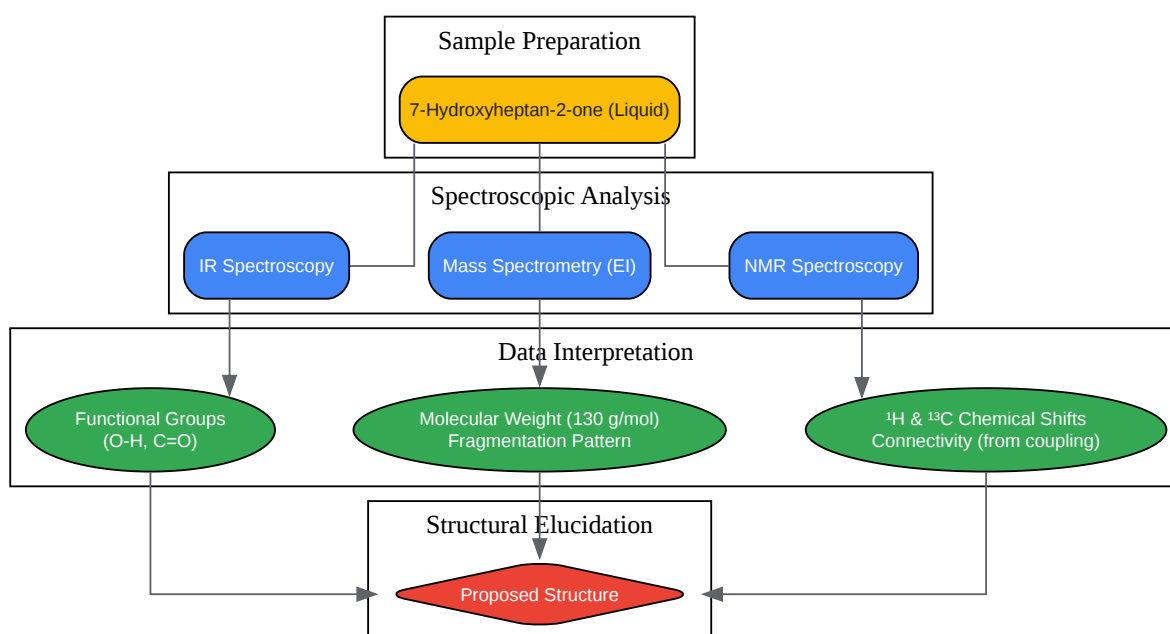 Sample Preparation
7-Hydroxyheptan-2-one (Liquid)
Spectroscopic Analysis
IR Spectroscopy
Mass Spectrometry (EI)
NMR Spectroscopy
Data Interpretation
Functional Groups
(O-H, C=O)
Molecular Weight (130 g/mol)
Fragmentation Pattern
¹H & ¹³C Chemical Shifts
Connectivity (from coupling)
Structural Elucidation
Proposed Structure